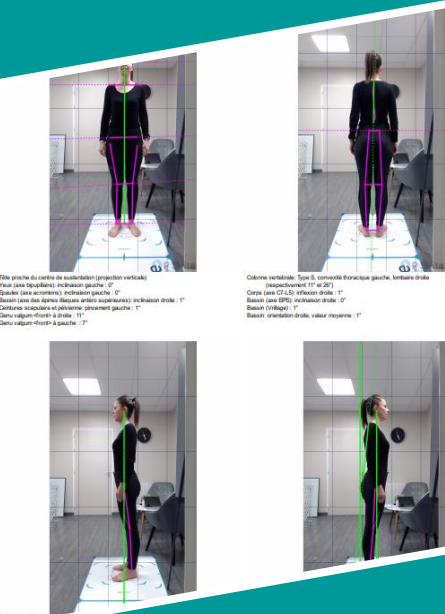 Tête proche du centre de sustentation (projection verticale)
Yeux (axe bipupillaire): inclinaison gauche : 0°
Epaules (axe acromions): inclinaison gauche : 0°
Bassin (axe des épines iliaques antéro supérieures): inclinaison droite : 1°
Ceintures scapulaire et pelvienne: pincement gauche : 1°
Genu valgum <front> à droite : 11°
Genu valgum <front> à gauche : 7°
Colonne vertebrale: Type S, convexité thoracique gauche, lombaire droite
(respectivement 11° et 26°)
Corps (axe C7-L5): inflexion droite : 1°
Bassin (axe EIPS): inclinaison droite : 0°
Bassin (Vrillage) : 1°
Bassin: orientation droite, valeur moyenne : 1°